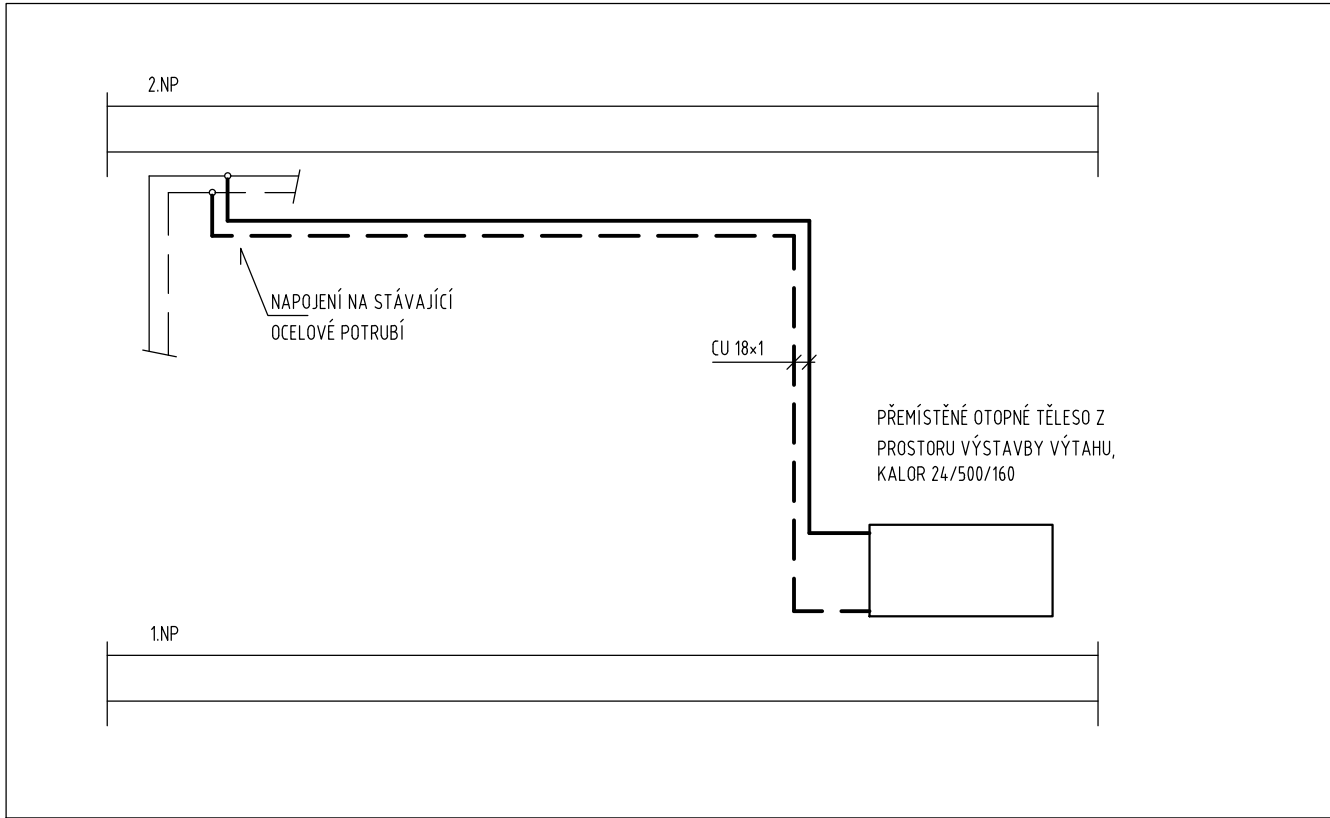 2.NP
NAPOJENÍ NA STÁVAJÍCÍ
OCELOVÉ POTRUBÍ
CU 18×1
PŘEMÍSTĚNÉ OTOPNÉ TĚLESO Z
PROSTORU VÝSTAVBY VÝTAHU,
KALOR 24/500/160
1.NP